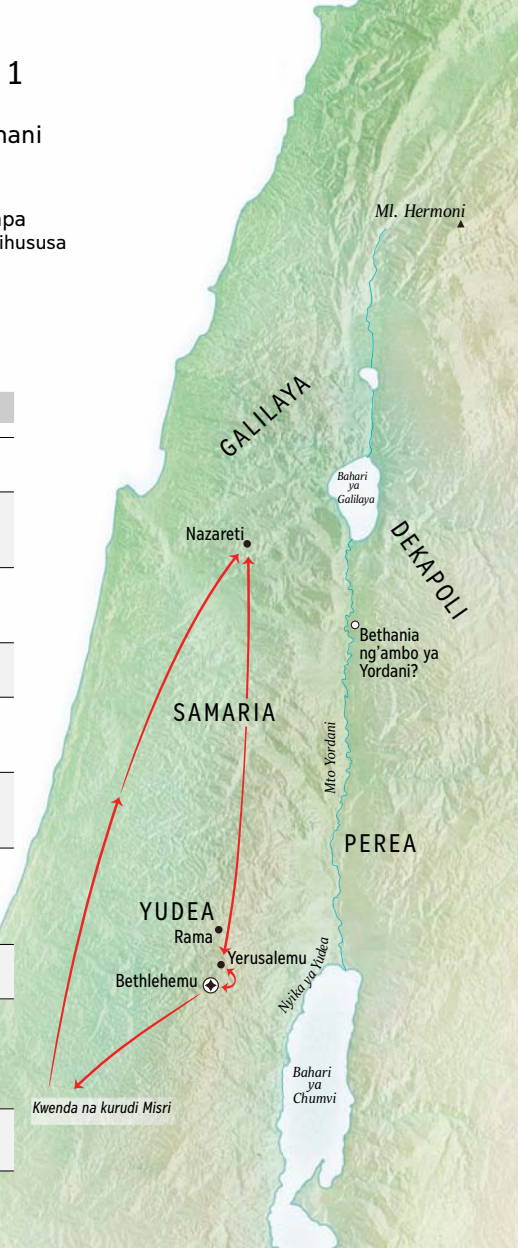 1
Ml. Hermoni
GALILAYA
Bahari
ya
Galilaya
DEKAPOLI
Nazareti
Bethania
ng'ambo ya
Yordani?
SAMARIA
Mto Yordani
PEREA
YUDEA
Rama
Yerusalemu
Bethlehemu
Nyika ya Yudea
Bahari
ya
Chumvi
Kwenda na kurudi Misri